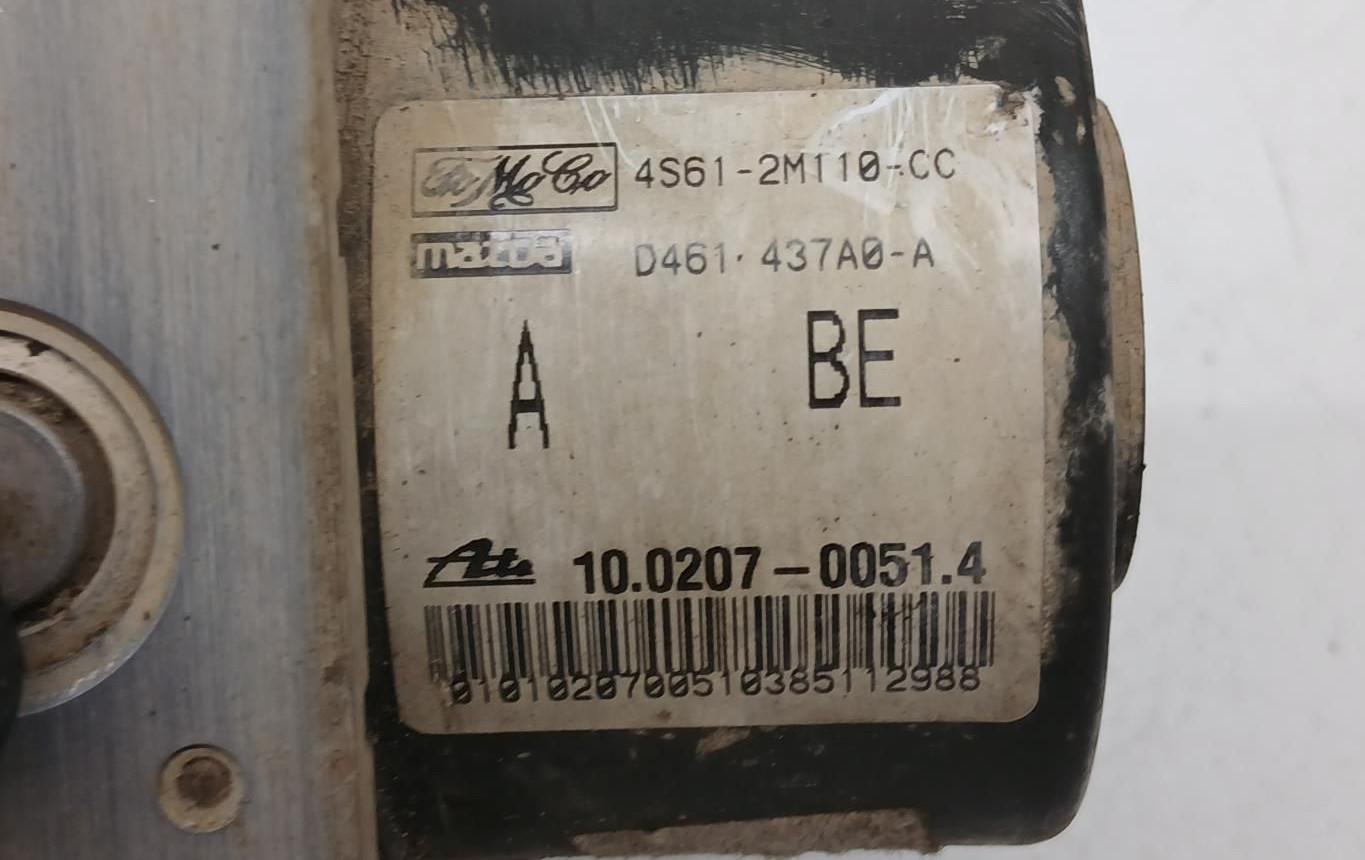 FoMoCo 4S61-2M110-CC
mazda D461 437A0-A
A BE
Ate 10.0207-0051.4
0101020700510385112988